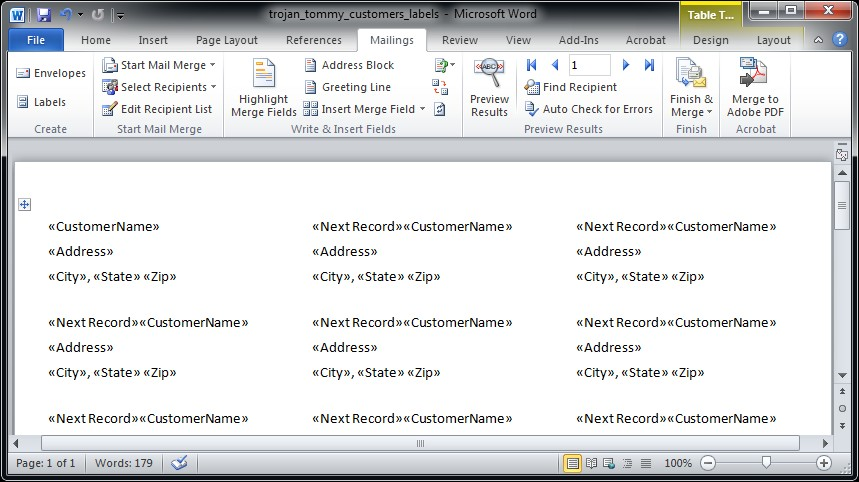 trojan_tommy_customers_labels - Microsoft Word
Table T...
File Home Insert Page Layout References Mailings Review View Add-Ins Acrobat Design Layout
Envelopes
Labels
Create
Start Mail Merge
Select Recipients
Edit Recipient List
Start Mail Merge
Highlight
Merge Fields
Address Block
Greeting Line
Insert Merge Field
Write & Insert Fields
«ABC»
Preview
Results
1
Find Recipient
Auto Check for Errors
Preview Results
Finish &
Merge
Finish
Merge to
Adobe PDF
Acrobat
«CustomerName» «Next Record»«CustomerName» «Next Record»«CustomerName»
«Address» «Address» «Address»
«City», «State» «Zip» «City», «State» «Zip» «City», «State» «Zip»
«Next Record»«CustomerName» «Next Record»«CustomerName» «Next Record»«CustomerName»
«Address» «Address» «Address»
«City», «State» «Zip» «City», «State» «Zip» «City», «State» «Zip»
«Next Record»«CustomerName» «Next Record»«CustomerName» «Next Record»«CustomerName»
Page: 1 of 1 Words: 179 100%